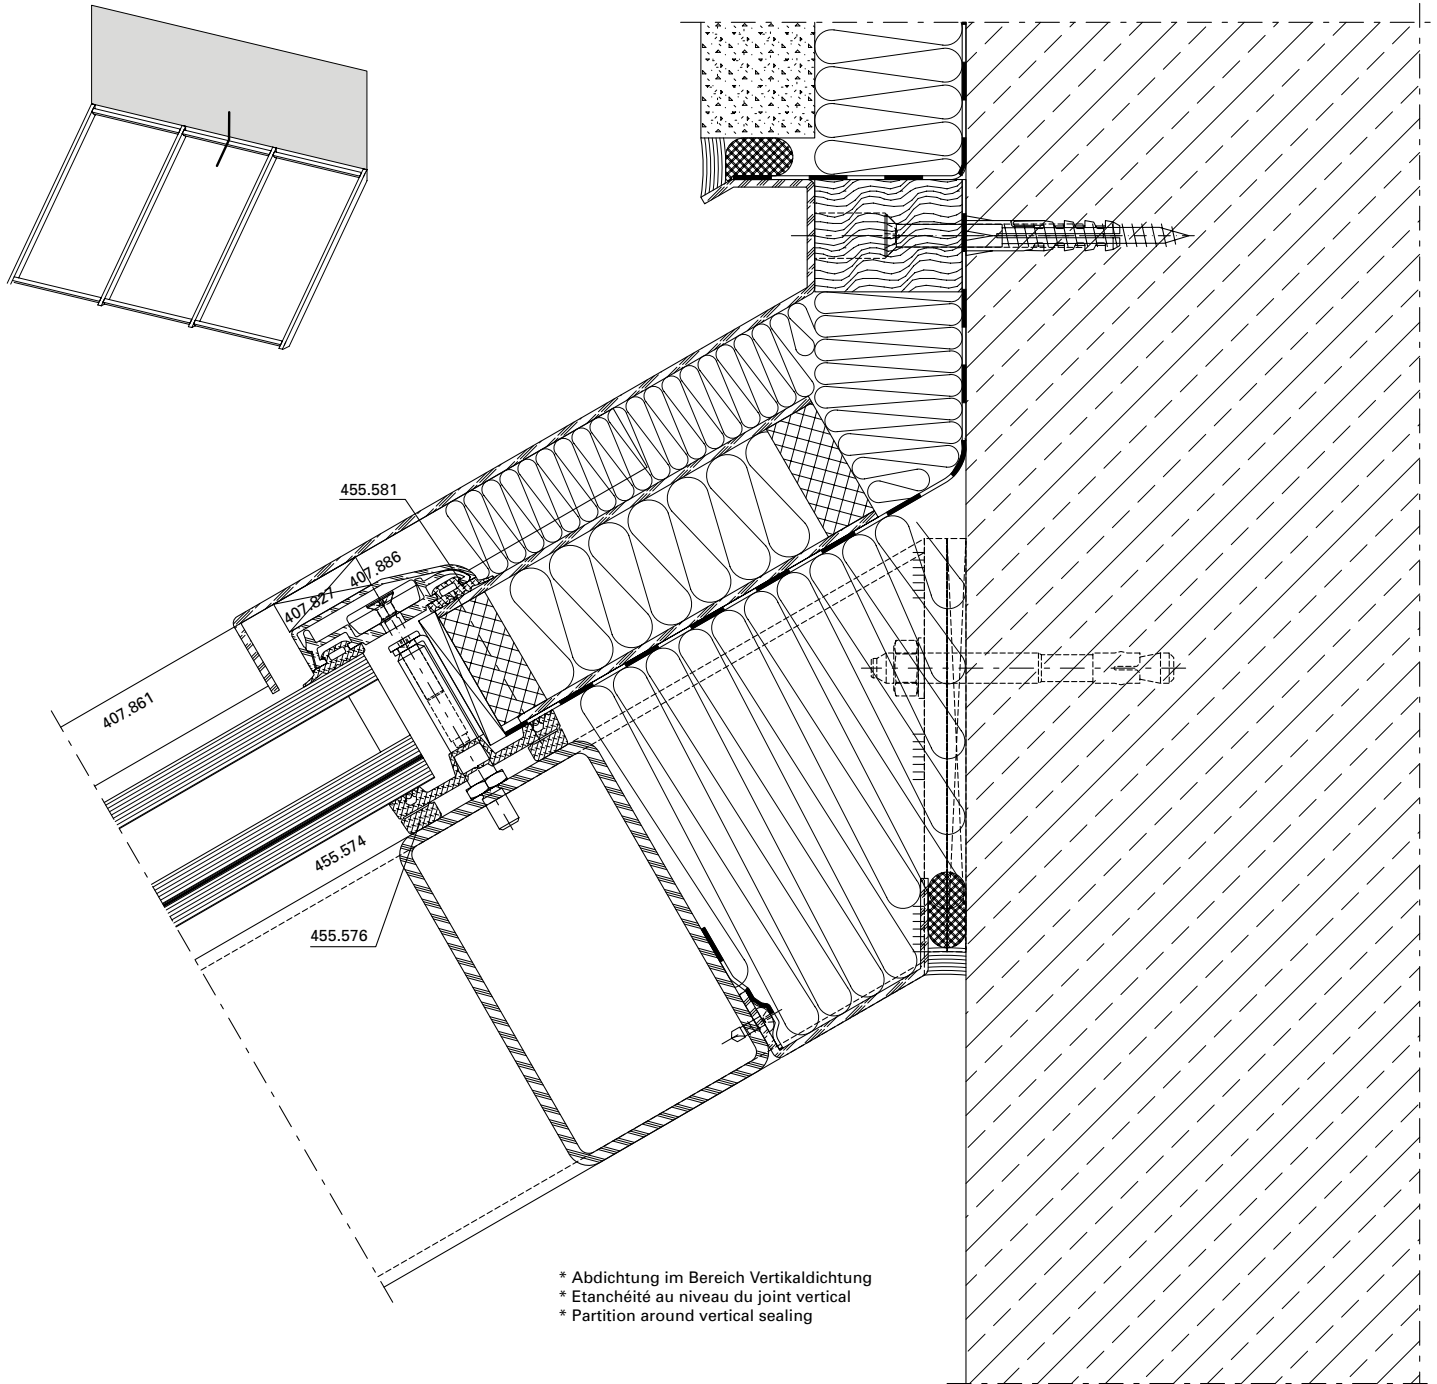 455.581
407.886
407.827
407.861
455.574
455.576
* Abdichtung im Bereich Vertikaldichtung
* Etanchéité au niveau du joint vertical
* Partition around vertical sealing